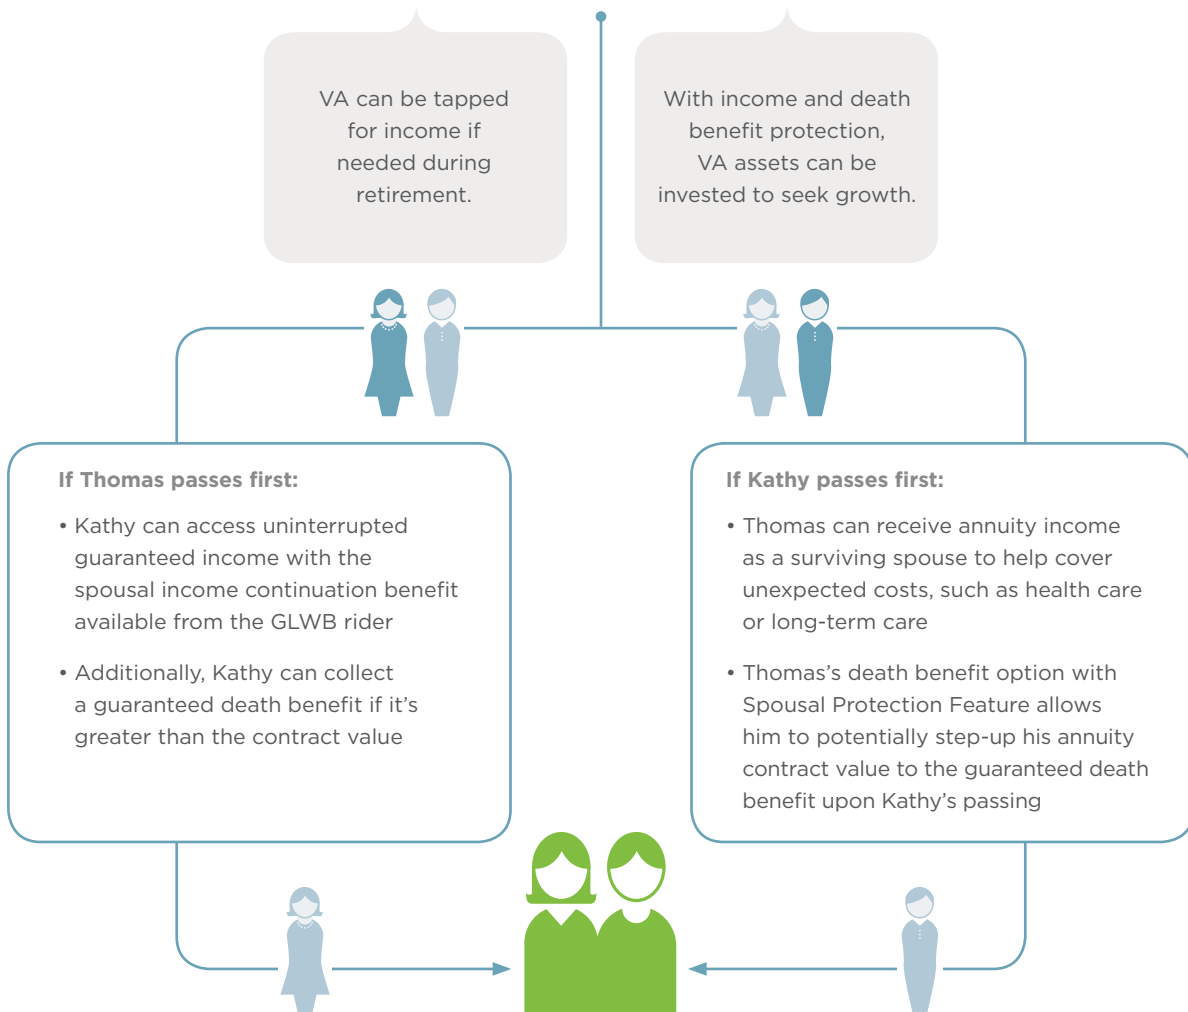 VA can be tapped
for income if
needed during
retirement.
With income and death
benefit protection,
VA assets can be
invested to seek growth.
If Thomas passes first:
• Kathy can access uninterrupted
guaranteed income with the
spousal income continuation benefit
available from the GLWB rider
• Additionally, Kathy can collect
a guaranteed death benefit if it’s
greater than the contract value
If Kathy passes first:
• Thomas can receive annuity income
as a surviving spouse to help cover
unexpected costs, such as health care
or long-term care
• Thomas’s death benefit option with
Spousal Protection Feature allows
him to potentially step-up his annuity
contract value to the guaranteed death
benefit upon Kathy’s passing